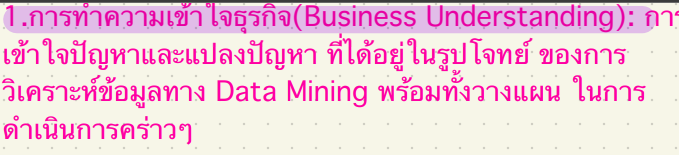 1.การทำความเข้าใจธุรกิจ(Business Understanding): การ
เข้าใจปัญหาและแปลงปัญหา ที่ได้อยู่ในรูปโจทย์ ของการ
วิเคราะห์ข้อมูลทาง Data Mining พร้อมทั้งวางแผน ในการ
ดำเนินการคร่าวๆ